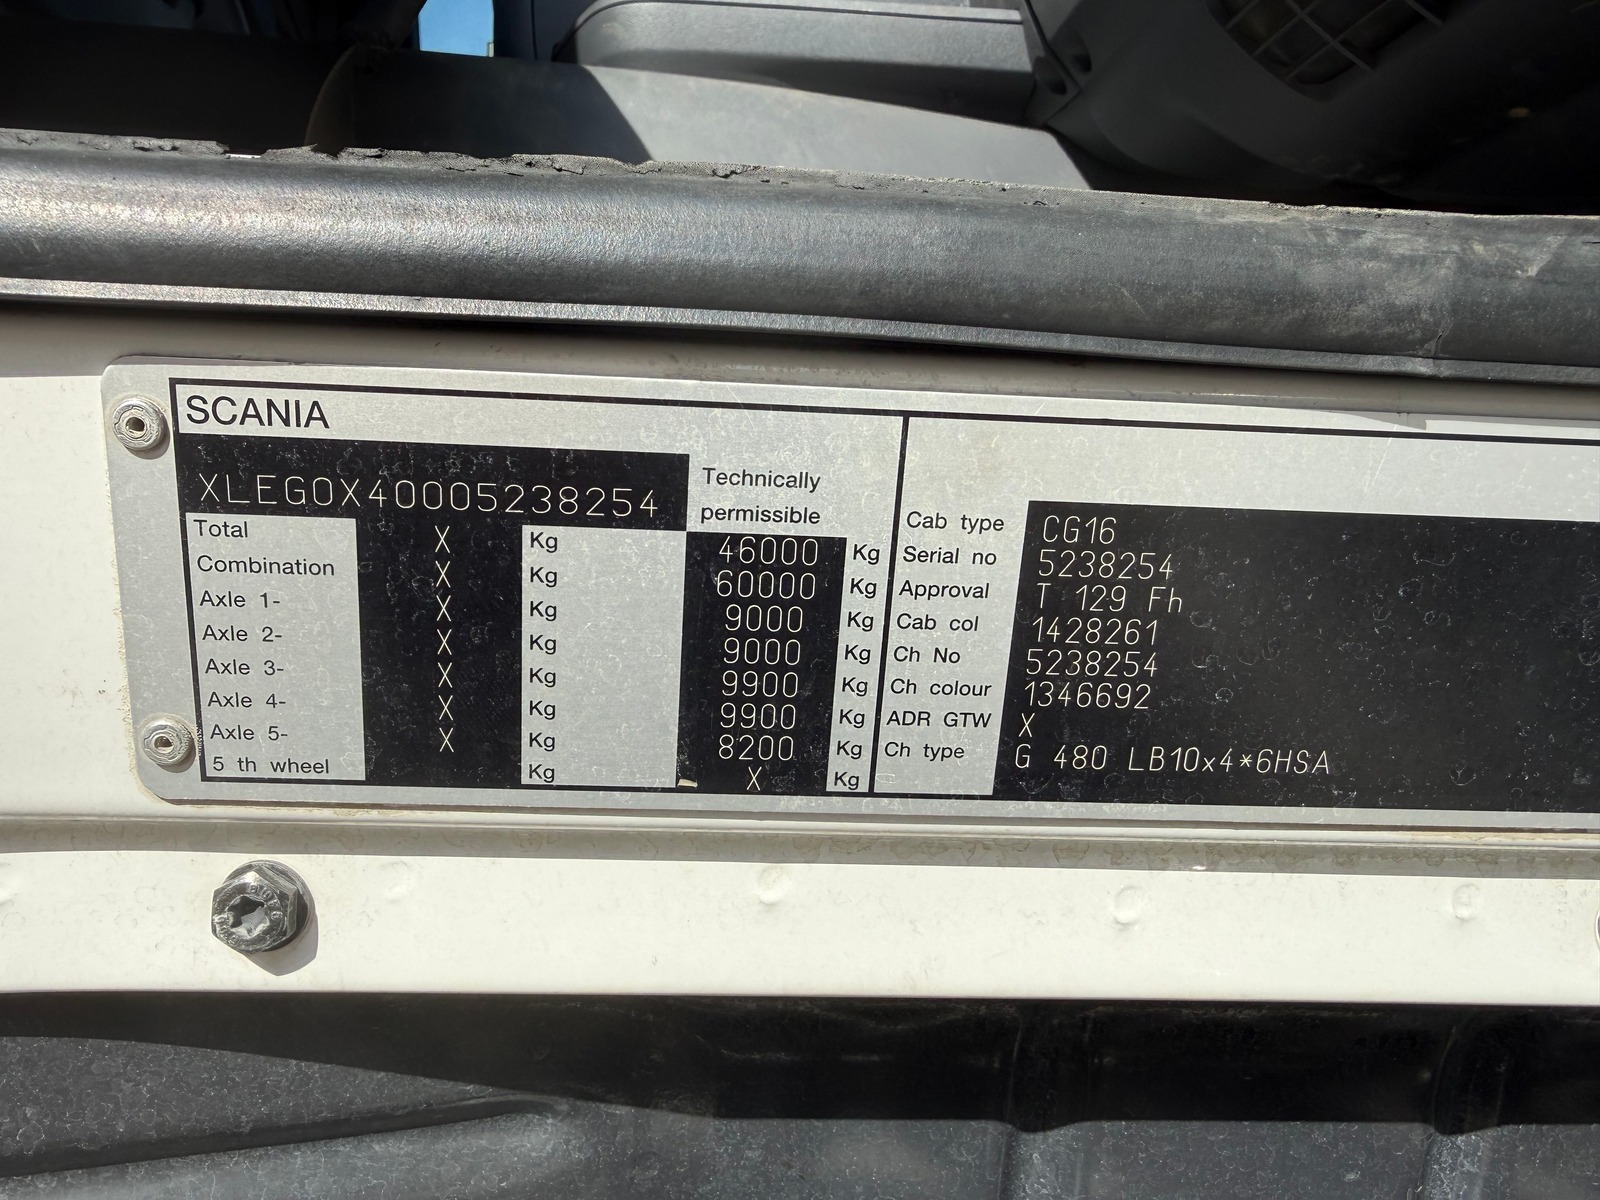 SCANIA
XLEG0X40005238254
Technically
permissible
Total X Kg 46000 Kg
Combination X Kg 60000 Kg
Axle 1- X Kg 9000 Kg
Axle 2- X Kg 9000 Kg
Axle 3- X Kg 9900 Kg
Axle 4- X Kg 9900 Kg
Axle 5- X Kg 8200 Kg
5 th wheel Kg X Kg
Cab type CG16
Serial no 5238254
Approval T 129 Fh
Cab col 1428261
Ch No 5238254
Ch colour 1346692
ADR GTW X
Ch type G 480 LB10x4*6HSA